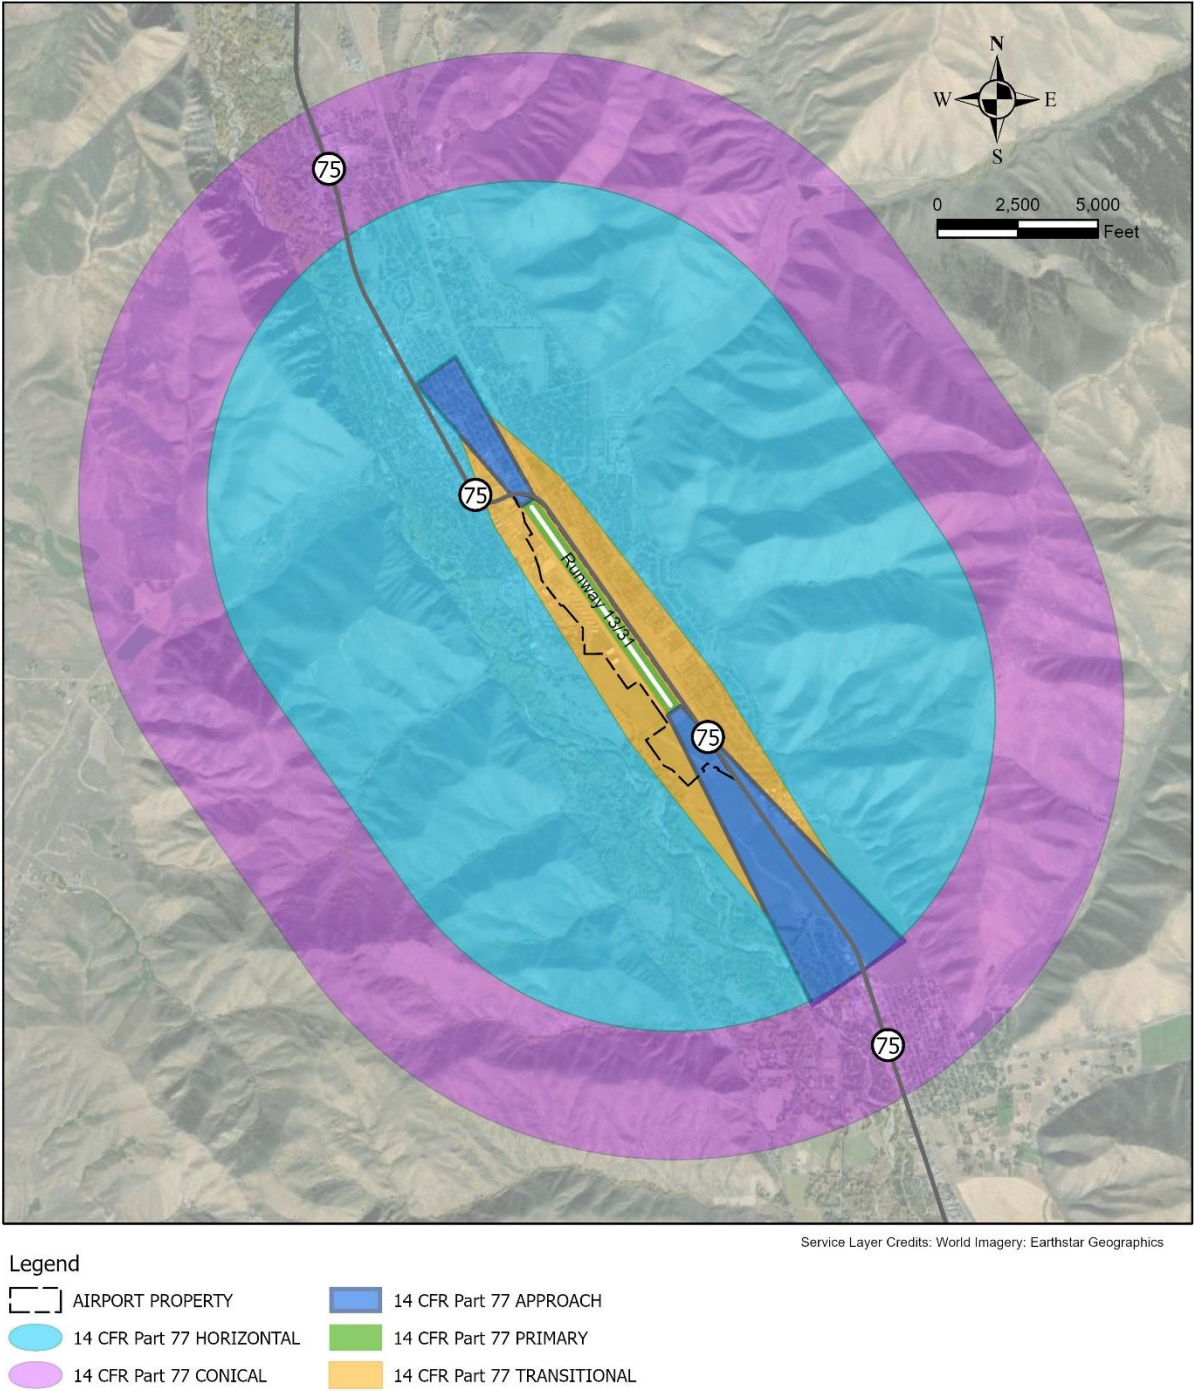 N
W E
S
0 2,500 5,000
Feet
75
75
Runway 13/31
75
75
Service Layer Credits: World Imagery: Earthstar Geographics
Legend
AIRPORT PROPERTY
14 CFR Part 77 HORIZONTAL
14 CFR Part 77 CONICAL
14 CFR Part 77 APPROACH
14 CFR Part 77 PRIMARY
14 CFR Part 77 TRANSITIONAL